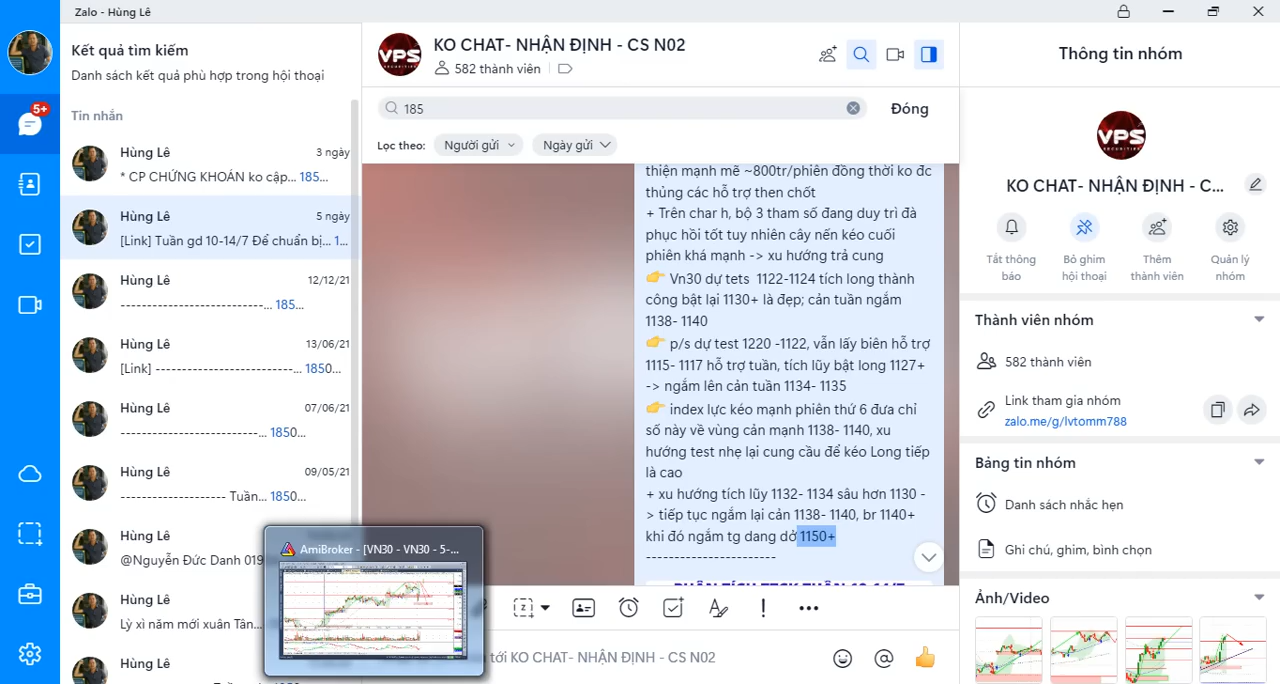 Zalo - Hùng Lê
5+
Kết quả tìm kiếm
Danh sách kết quả phù hợp trong hội thoại
Tin nhắn
Hùng Lê
3 ngày
* CP CHỨNG KHOÁN ko cập... 185...
Hùng Lê
5 ngày
[Link] Tuần gd 10-14/7 Để chuẩn bị... 1...
Hùng Lê
12/12/21
----------------------------... 185...
Hùng Lê
13/06/21
[Link] ---------------------------... 1850...
Hùng Lê
07/06/21
---------------------------... 1850...
Hùng Lê
09/05/21
-------------------- Tuần... 1850...
Hùng Lê
@Nguyễn Đức Danh 019
Hùng Lê
Lỳ xì năm mới xuân Tân...
Hùng Lê
AmiBroker - [VN30 - VN30 - 5-...
VPS
SECURITIES
KO CHAT- NHẬN ĐỊNH - CS N02
582 thành viên
185
Đóng
Lọc theo:
Người gửi
Ngày gửi
thiện mạnh mẽ ~800tr/phiên đồng thời ko đc
thủng các hỗ trợ then chốt
+ Trên char h, bộ 3 tham số đang duy trì đà
phục hồi tốt tuy nhiên cây nến kéo cuối
phiên khá mạnh -> xu hướng trả cung
👉 Vn30 dự tets 1122-1124 tích long thành
công bật lại 1130+ là đẹp; cản tuần ngắm
1138- 1140
👉 p/s dự test 1220 -1122, vẫn lấy biên hỗ trợ
1115- 1117 hỗ trợ tuần, tích lũy bật long 1127+
-> ngắm lên cản tuần 1134- 1135
👉 index lực kéo mạnh phiên thứ 6 đưa chỉ
số này về vùng cản mạnh 1138- 1140, xu
hướng test nhẹ lại cung cầu để kéo Long tiếp
là cao
+ xu hướng tích lũy 1132- 1134 sâu hơn 1130 -
> tiếp tục ngắm lại cản 1138- 1140, br 1140+
khi đó ngắm tg dang dở 1150+
----------------------
tới KO CHAT- NHẬN ĐỊNH - CS N02
Thông tin nhóm
VPS
SECURITIES
KO CHAT- NHẬN ĐỊNH - C...
Tắt thông báo
Bỏ ghim hội thoại
Thêm thành viên
Quản lý nhóm
Thành viên nhóm
582 thành viên
Link tham gia nhóm
zalo.me/g/lvtomm788
Bảng tin nhóm
Danh sách nhắc hẹn
Ghi chú, ghim, bình chọn
Ảnh/Video